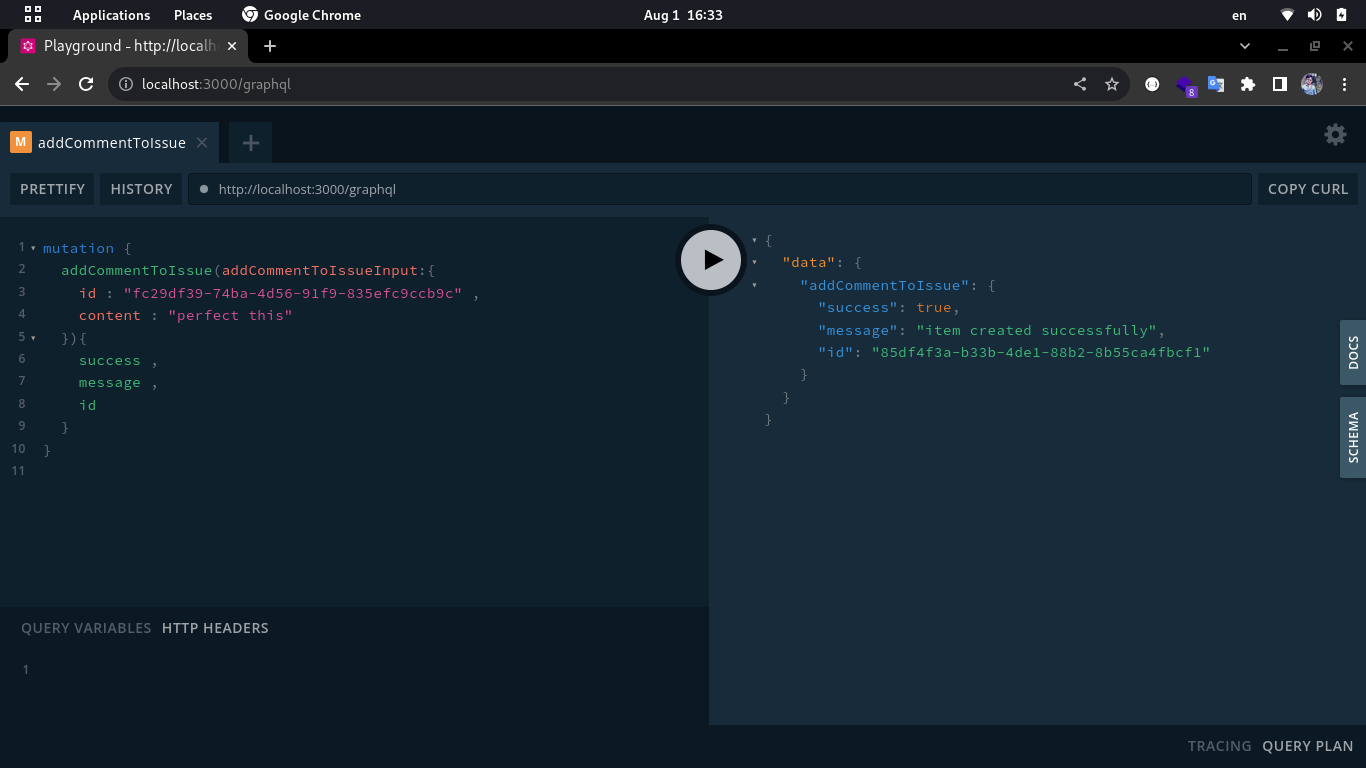 Applications Places Google Chrome Aug 1 16:33 en
Playground - http://localh
localhost:3000/graphql
8
M addCommentToIssue
PRETTIFY HISTORY http://localhost:3000/graphql COPY CURL
1 mutation {
2 addCommentToIssue(addCommentToIssueInput:{
3 id : "fc29df39-74ba-4d56-91f9-835efc9ccb9c" ,
4 content : "perfect this"
5 }){
6 success ,
7 message ,
8 id
9 }
10 }
11
{
"data": {
"addCommentToIssue": {
"success": true,
"message": "item created successfully",
"id": "85df4f3a-b33b-4de1-88b2-8b55ca4fbcf1"
}
}
}
DOCS
SCHEMA
QUERY VARIABLES HTTP HEADERS
1
TRACING QUERY PLAN